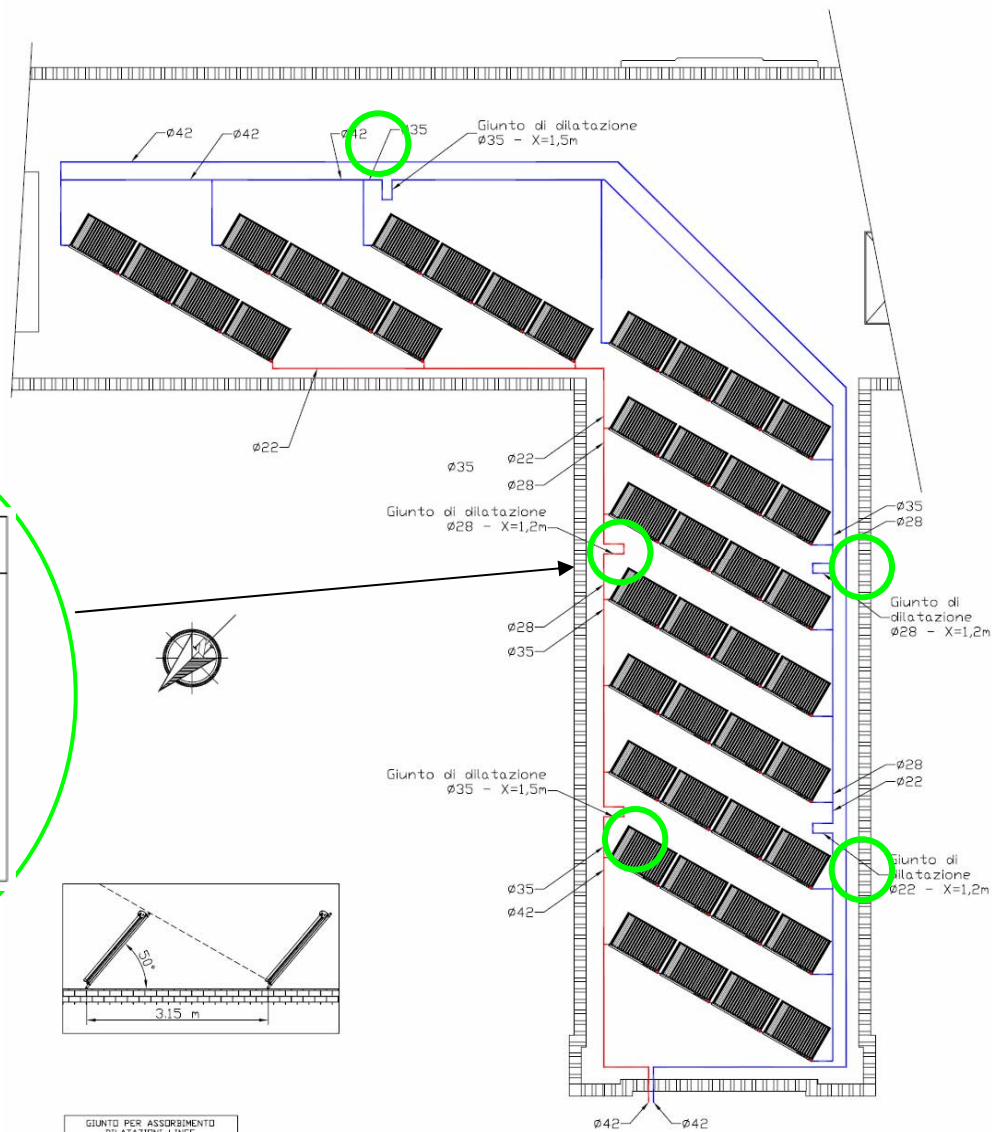 ø42
ø42
ø42
ø35
Giunto di dilatazione
ø35 - X=1,5m
ø22
ø35
ø22
ø28
Giunto di dilatazione
ø28 - X=1,2m
ø35
ø28
Giunto di
dilatazione
ø28 - X=1,2m
ø28
ø35
Giunto di dilatazione
ø35 - X=1,5m
ø28
ø22
Giunto di
dilatazione
ø22 - X=1,2m
ø35
ø42
50°
3.15 m
GIUNTO PER ASSORBIMENTO
DILATAZIONI LINEE
ø42
ø42